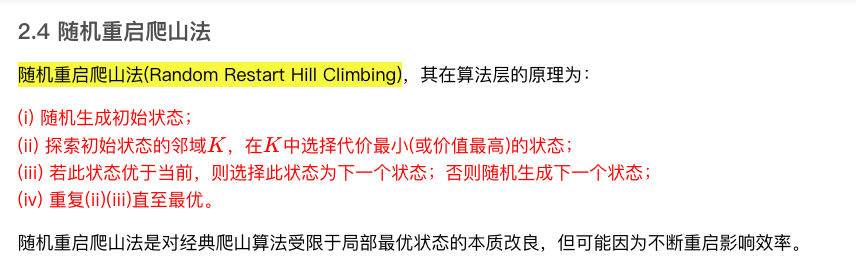 2.4 随机重启爬山法
随机重启爬山法(Random Restart Hill Climbing)，其在算法层的原理为：
(i) 随机生成初始状态；
(ii) 探索初始状态的邻域K，在K中选择代价最小(或价值最高)的状态；
(iii) 若此状态优于当前，则选择此状态为下一个状态；否则随机生成下一个状态；
(iv) 重复(ii)(iii)直至最优。
随机重启爬山法是对经典爬山算法受限于局部最优状态的本质改良，但可能因为不断重启影响效率。